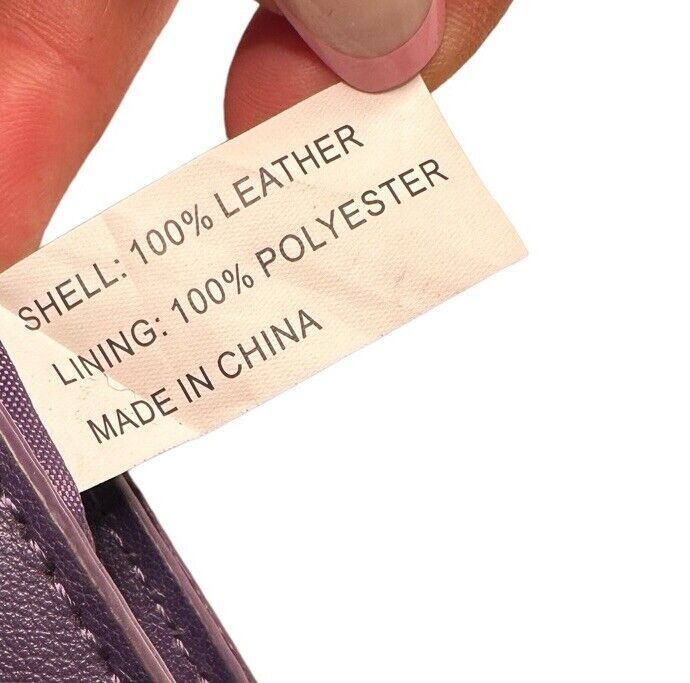 SHELL: 100% LEATHER
LINING: 100% POLYESTER
MADE IN CHINA